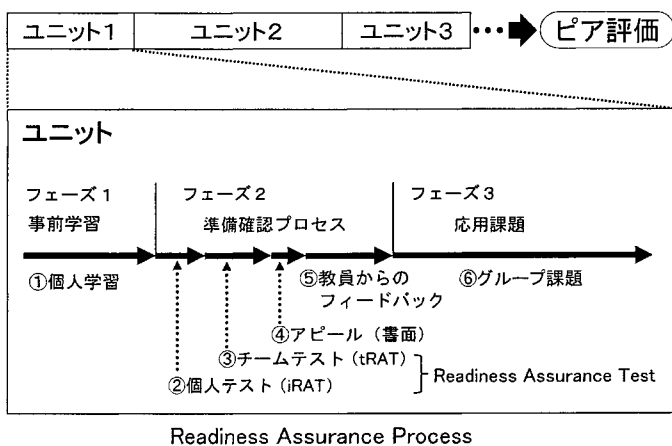 ユニット1 ユニット2 ユニット3 ••• ピア評価
ユニット
フェーズ1 フェーズ2 フェーズ3
事前学習 準備確認プロセス 応用課題
①個人学習 ⑤教員からの ⑥グループ課題
フィードバック
④アピール(書面)
③チームテスト(tRAT)
②個人テスト(iRAT) Readiness Assurance Test
Readiness Assurance Process